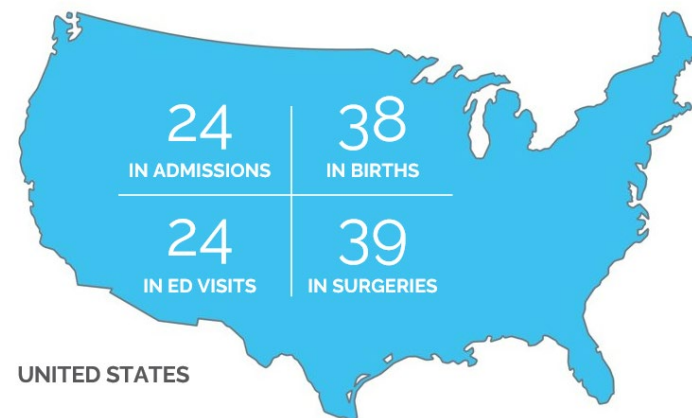 24
IN ADMISSIONS
38
IN BIRTHS
24
IN ED VISITS
39
IN SURGERIES
UNITED STATES